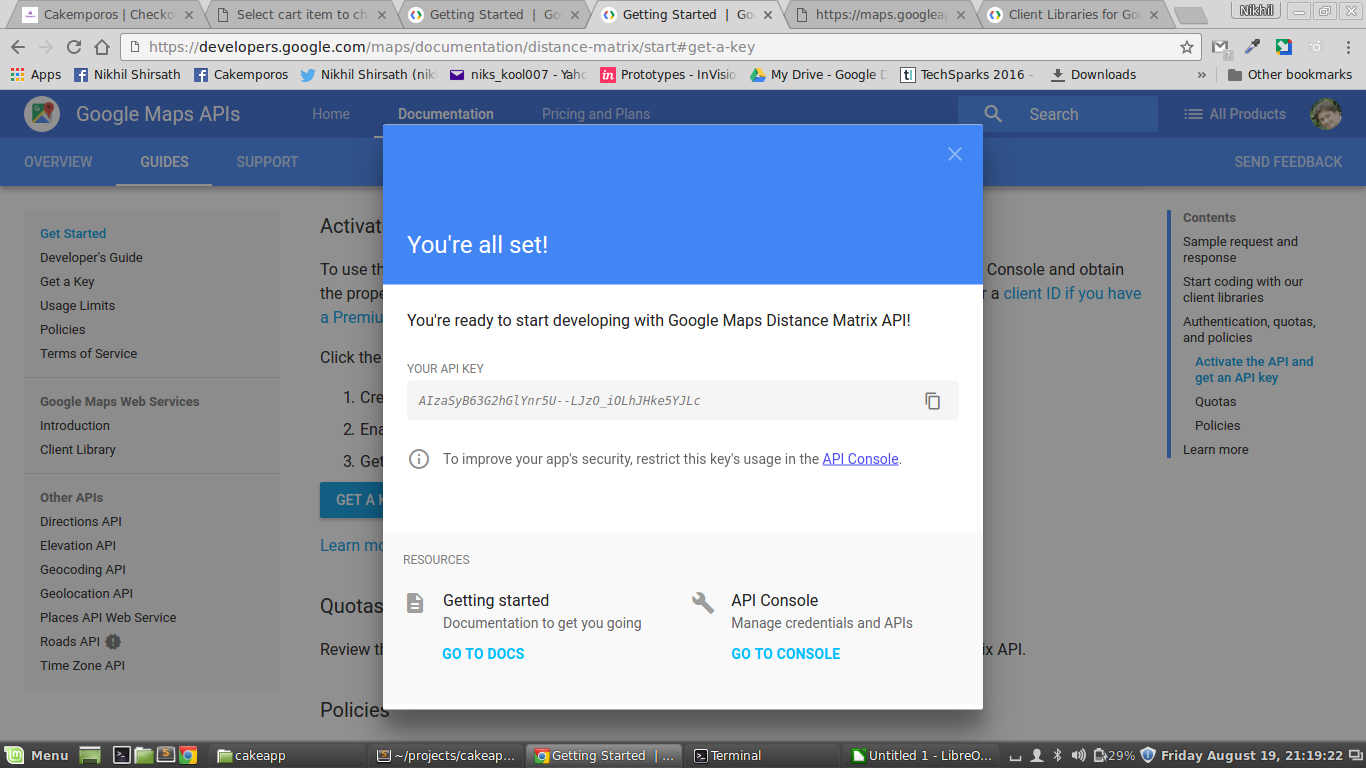 Cakemporos | Checko
Select cart item to ch
Getting Started | Go
Getting Started | Go
https://maps.googlea
Client Libraries for Go
Nikhil
https://developers.google.com/maps/documentation/distance-matrix/start#get-a-key
Apps
Nikhil Shirsath
Cakemporos
Nikhil Shirsath (nik
niks_kool007 - Yaho
Prototypes - InVisio
My Drive - Google D
TechSparks 2016 -
Downloads
»
Other bookmarks
Google Maps APIs
Home
Documentation
Pricing and Plans
Search
All Products
OVERVIEW
GUIDES
SUPPORT
SEND FEEDBACK
Get Started
Developer's Guide
Get a Key
Usage Limits
Policies
Terms of Service
Google Maps Web Services
Introduction
Client Library
Other APIs
Directions API
Elevation API
Geocoding API
Geolocation API
Places API Web Service
Roads API
Time Zone API
Activat
To use th
Console and obtain
the prope
r a client ID if you have
a Premiu
Click the
1. Cre
2. Ena
3. Get
GET A K
Learn mo
Quotas
Review th
ix API.
Policies
You're all set!
You're ready to start developing with Google Maps Distance Matrix API!
YOUR API KEY
AIzaSyB63G2hGlYnr5U--LJzO_iOLhJHke5YJLc
To improve your app's security, restrict this key's usage in the API Console.
RESOURCES
Getting started
Documentation to get you going
GO TO DOCS
API Console
Manage credentials and APIs
GO TO CONSOLE
Contents
Sample request and
response
Start coding with our
client libraries
Authentication, quotas,
and policies
Activate the API and
get an API key
Quotas
Policies
Learn more
Menu
cakeapp
~/projects/cakeap...
Getting Started | ...
Terminal
Untitled 1 - LibreO...
29%
Friday August 19, 21:19:22